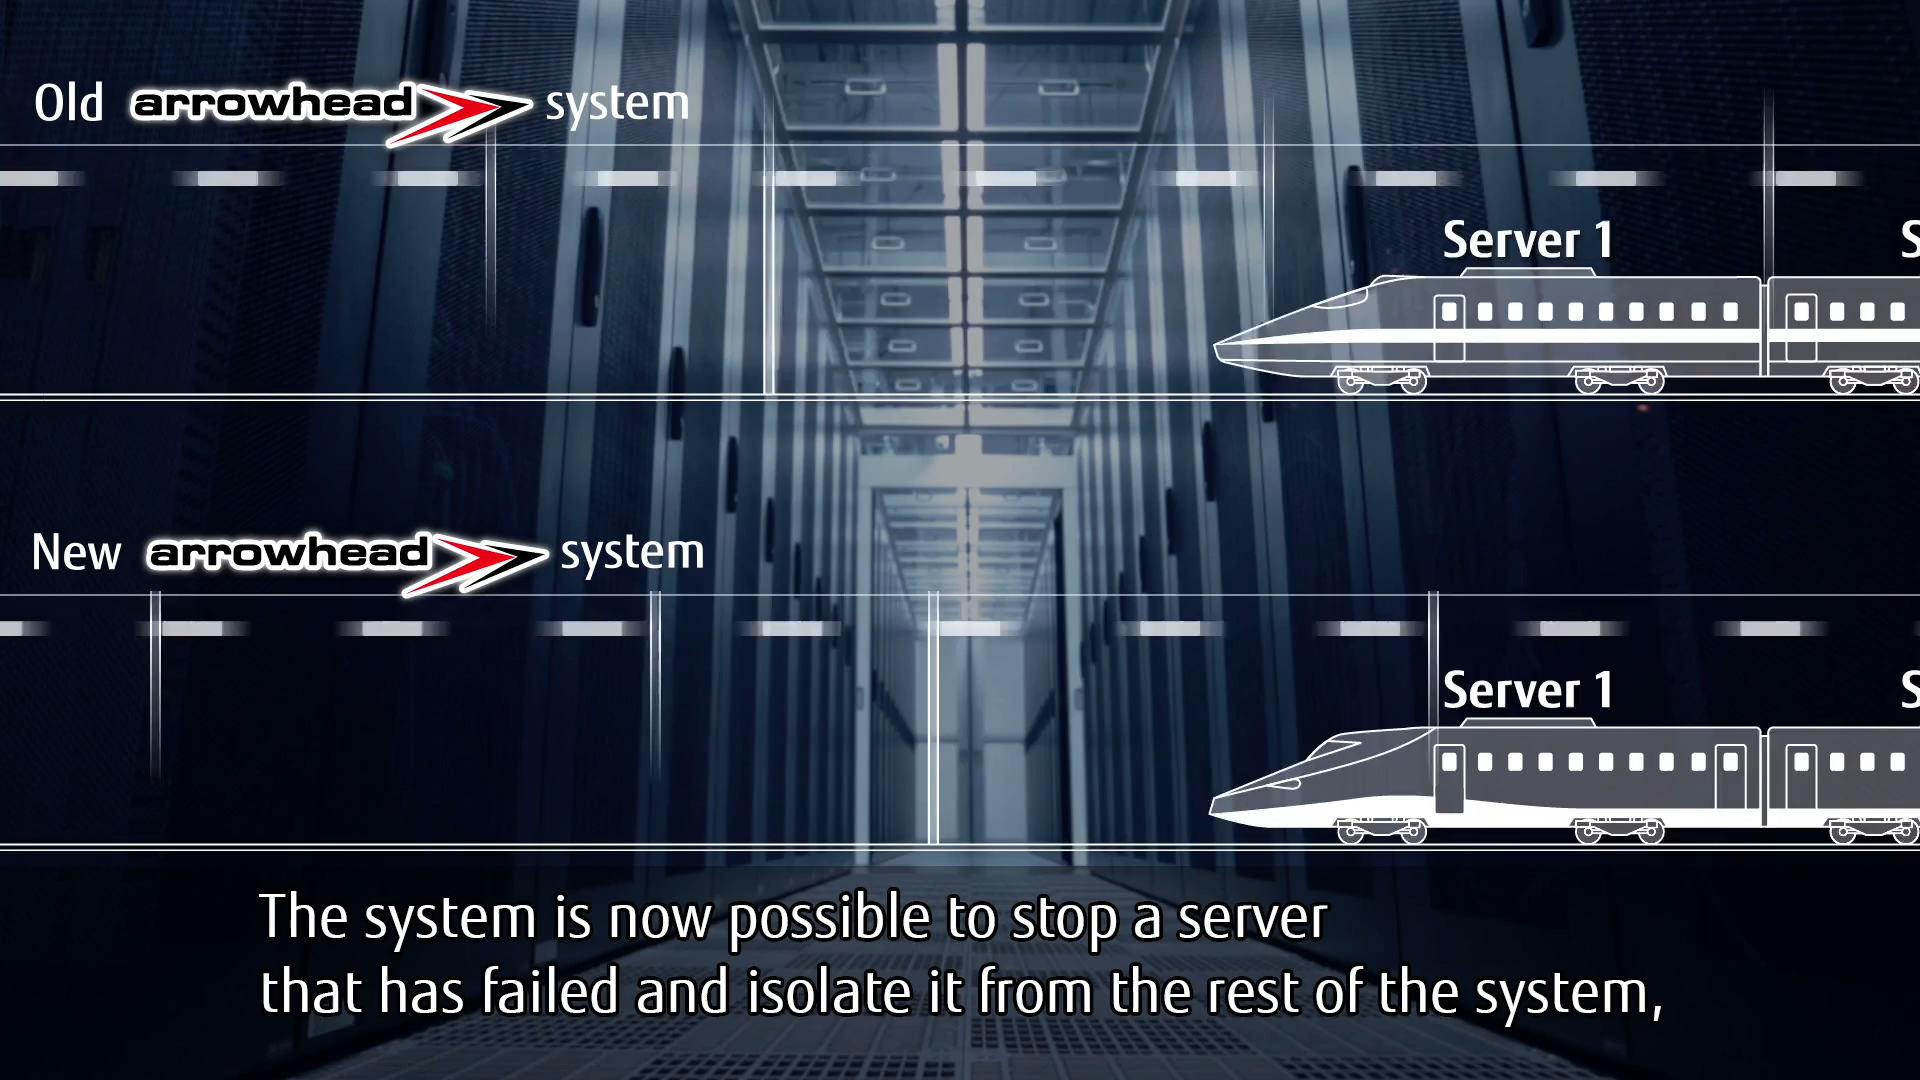 Old arrowhead system
Server 1
S
New arrowhead system
Server 1
S
The system is now possible to stop a server
that has failed and isolate it from the rest of the system,